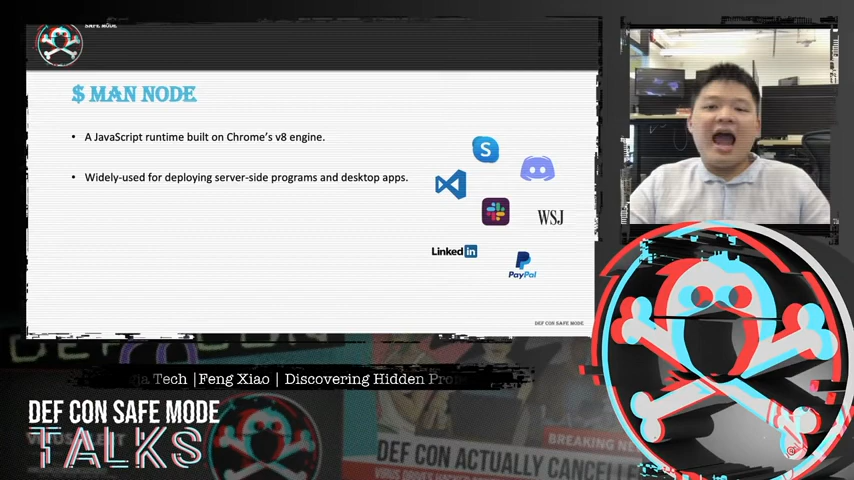 SAFE MODE
$ MAN NODE
• A JavaScript runtime built on Chrome's v8 engine.
• Widely-used for deploying server-side programs and desktop apps.
S
WSJ
Linked in
PayPal
DEF CON SAFE MODE
Tech | Feng Xiao | Discovering Hidden
DEF CON SAFE MODE
TALKS
BREAKING
DEF CON ACTUALLY CANCELLE